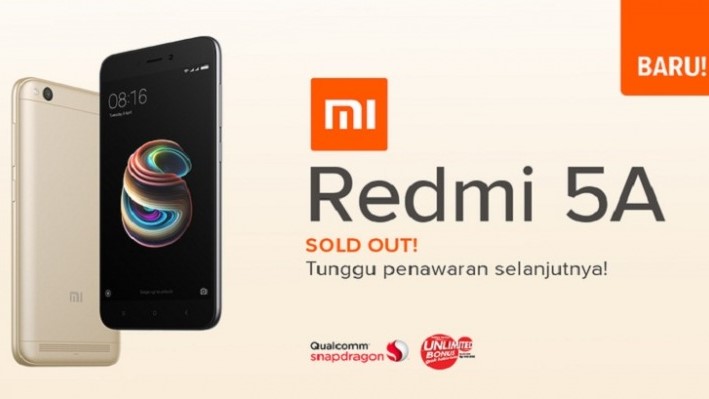 BARU!
08:16
mi
Redmi 5A
SOLD OUT!
Tunggu penawaran selanjutnya!
mi
Qualcomm
snapdragon
UNLIMITED
BONUS